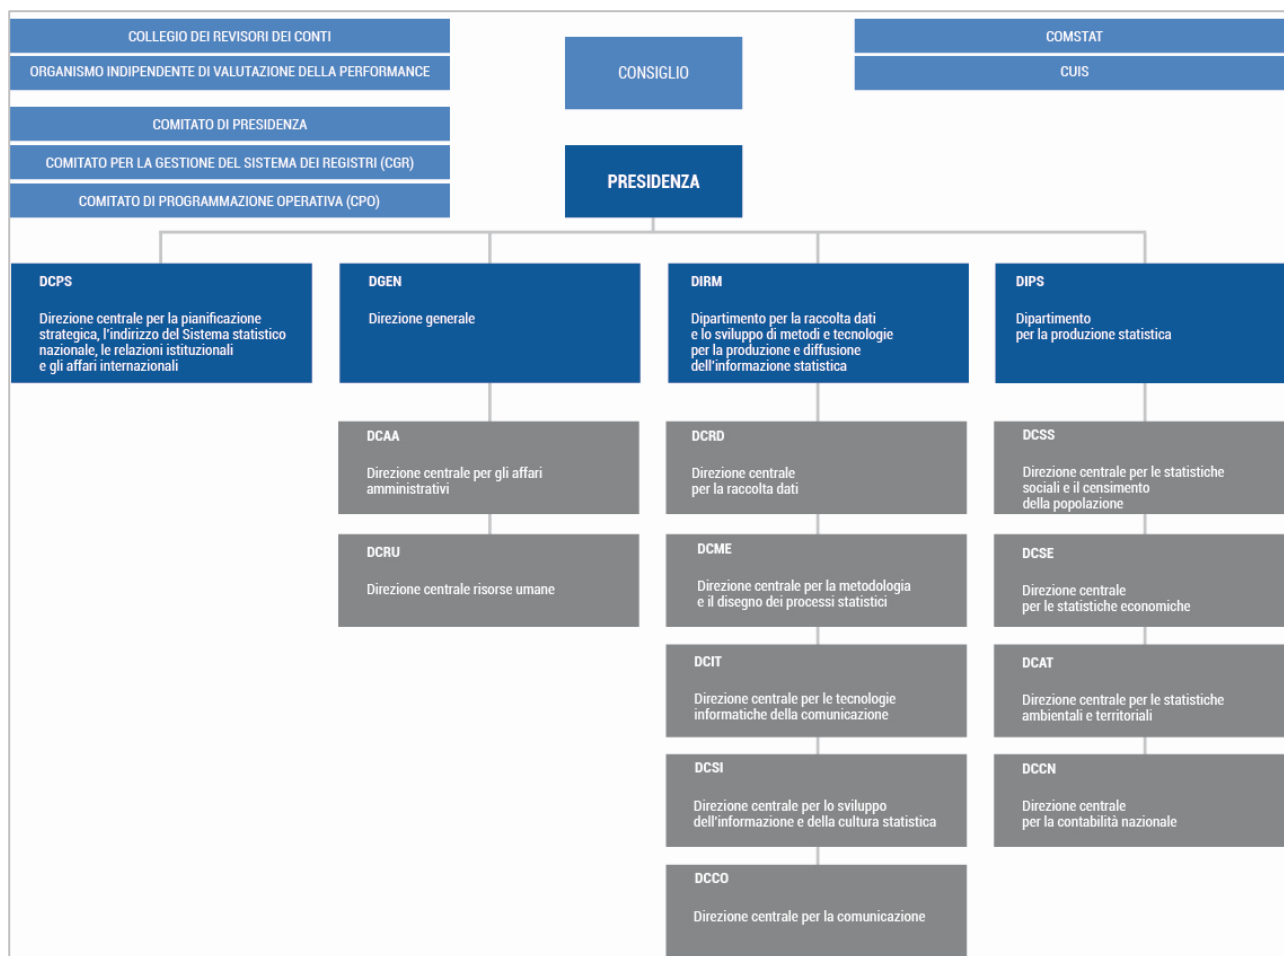 COLLEGIO DEI REVISORI DEI CONTI
ORGANISMO INDIPENDENTE DI VALUTAZIONE DELLA PERFORMANCE
COMITATO DI PRESIDENZA
COMITATO PER LA GESTIONE DEL SISTEMA DEI REGISTRI (CGR)
COMITATO DI PROGRAMMAZIONE OPERATIVA (CPO)
CONSIGLIO
PRESIDENZA
COMSTAT
CUIS
DCPS
Direzione centrale per la pianificazione
strategica, l'indirizzo del Sistema statistico
nazionale, le relazioni istituzionali
e gli affari internazionali
DGEN
Direzione generale
DCAA
Direzione centrale per gli affari
amministrativi
DCRU
Direzione centrale risorse umane
DIRM
Dipartimento per la raccolta dati
e lo sviluppo di metodi e tecnologie
per la produzione e diffusione
dell'informazione statistica
DCRD
Direzione centrale
per la raccolta dati
DCME
Direzione centrale per la metodologia
e il disegno dei processi statistici
DCIT
Direzione centrale per le tecnologie
informatiche della comunicazione
DCSI
Direzione centrale per lo sviluppo
dell'informazione e della cultura statistica
DCCO
Direzione centrale per la comunicazione
DIPS
Dipartimento
per la produzione statistica
DCSS
Direzione centrale per le statistiche
sociali e il censimento
della popolazione
DCSE
Direzione centrale
per le statistiche economiche
DCAT
Direzione centrale per le statistiche
ambientali e territoriali
DCCN
Direzione centrale
per la contabilità nazionale